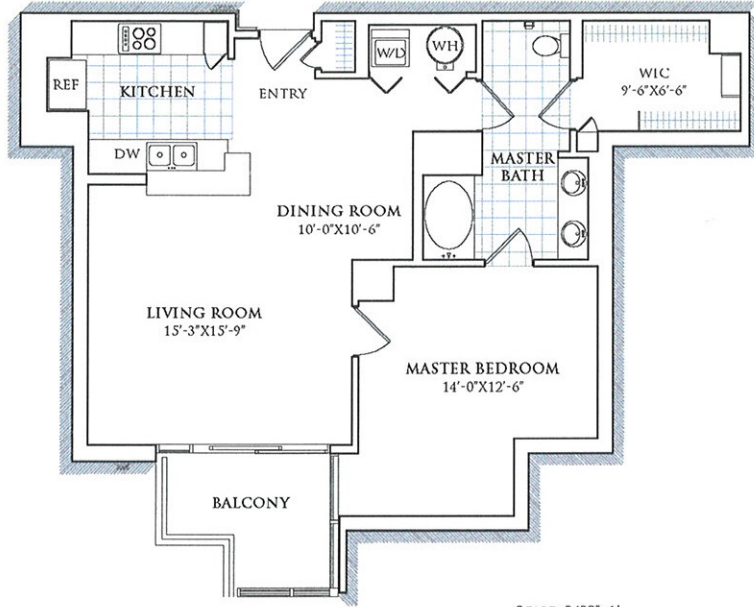 W/D
WH
REF
KITCHEN
ENTRY
WIC
9'-6"X6'-6"
DW
MASTER
BATH
DINING ROOM
10'-0"X10'-6"
LIVING ROOM
15'-3"X15'-9"
MASTER BEDROOM
14'-0"X12'-6"
BALCONY